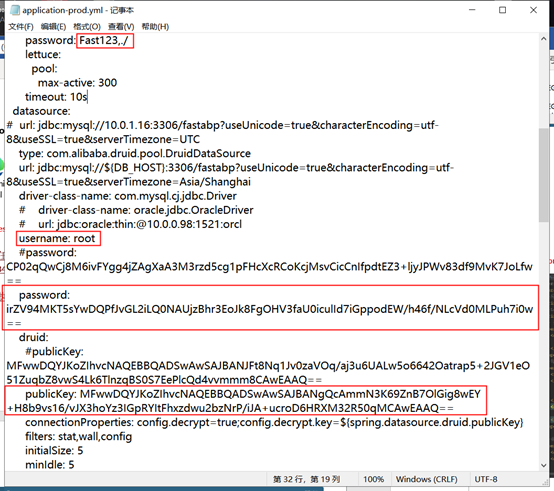 application-prod.yml - 记事本
文件(F) 编辑(E) 格式(O) 查看(V) 帮助(H)
password: Fast123,./
lettuce:
pool:
max-active: 300
timeout: 10s
datasource:
# url: jdbc:mysql://10.0.1.16:3306/fastabp?useUnicode=true&characterEncoding=utf-
8&useSSL=true&serverTimezone=UTC
type: com.alibaba.druid.pool.DruidDataSource
url: jdbc:mysql://${DB_HOST}:3306/fastabp?useUnicode=true&characterEncoding=utf-
8&useSSL=true&serverTimezone=Asia/Shanghai
driver-class-name: com.mysql.cj.jdbc.Driver
# driver-class-name: oracle.jdbc.OracleDriver
# url: jdbc:oracle:thin:@10.0.0.98:1521:orcl
username: root
#password:
CP02qQwCj8M6ivFYgg4jZAgXaA3M3rzd5cg1pFHcXcRCoKcjMsvCicCnIfpdtEZ3+ljyJPWv83df9MvK7JoLfw
==
password:
irZV94MKT5sYwDQPfJvGL2iLQ0NAUjzBhr3EoJk8FgOHV3faU0iculId7iGppodEW/h46f/NLcVd0MLPuh7i0w
==
druid:
#publicKey:
MFwwDQYJKoZIhvcNAQEBBQADSwAwSAJBANJFt8Nq1Jv0zaVOq/aj3u6UALw5o6642Oatrap5+2JGV1eO
51ZuqbZ8vwS4Lk6TlnzqBS0S7EePlcQd4vvmmm8CAwEAAQ==
publicKey: MFwwDQYJKoZIhvcNAQEBBQADSwAwSAJBANgQcAmmN3K69ZnB7OlGig8wEY
+H8b9vs16/vJX3hoYz3IGpRYItFhxzdwu2bzNrP/iJA+ucroD6HRXM32R50qMCAwEAAQ==
connectionProperties: config.decrypt=true;config.decrypt.key=${spring.datasource.druid.publicKey}
filters: stat,wall,config
initialSize: 5
minIdle: 5
第 32 行，第 19 列 100% Windows (CRLF) UTF-8